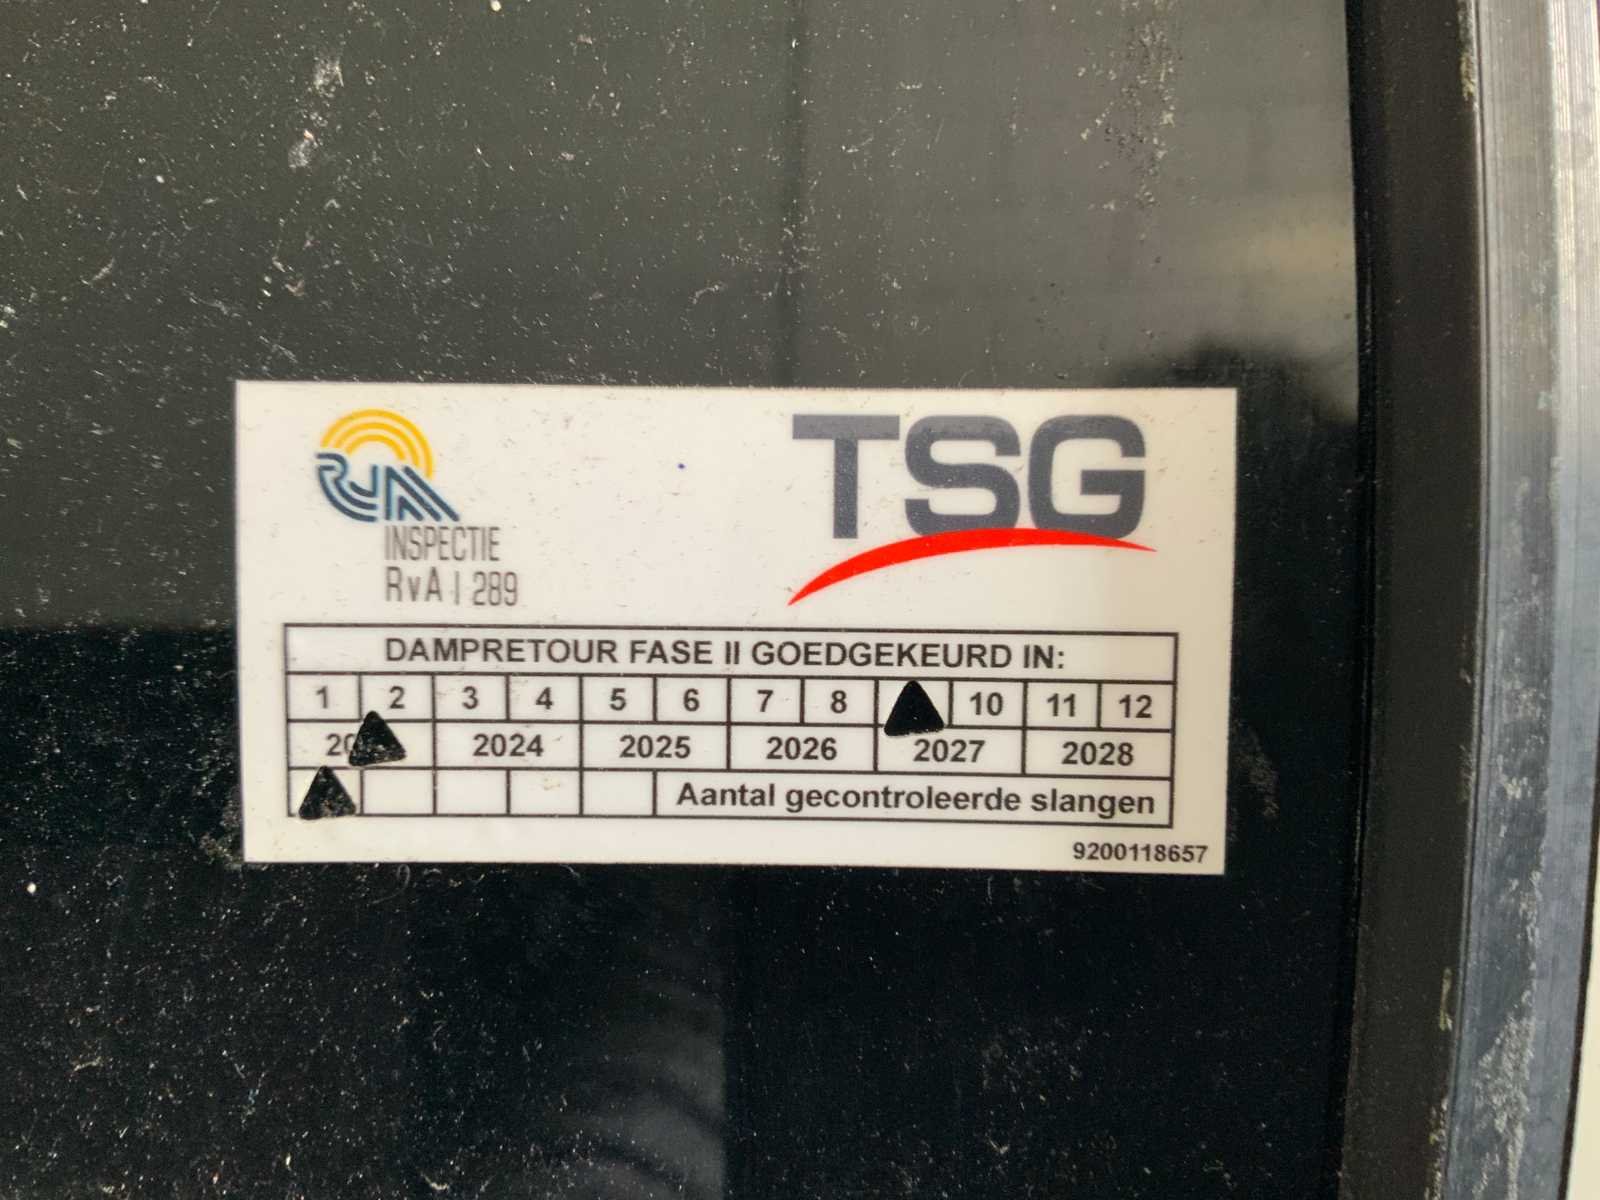 RvA
INSPECTIE
RvA I 289
TSG
DAMPRETOUR FASE II GOEDGEKEURD IN:
1 2 3 4 5 6 7 8 10 11 12
2024 2025 2026 2027 2028
Aantal gecontroleerde slangen
9200118657